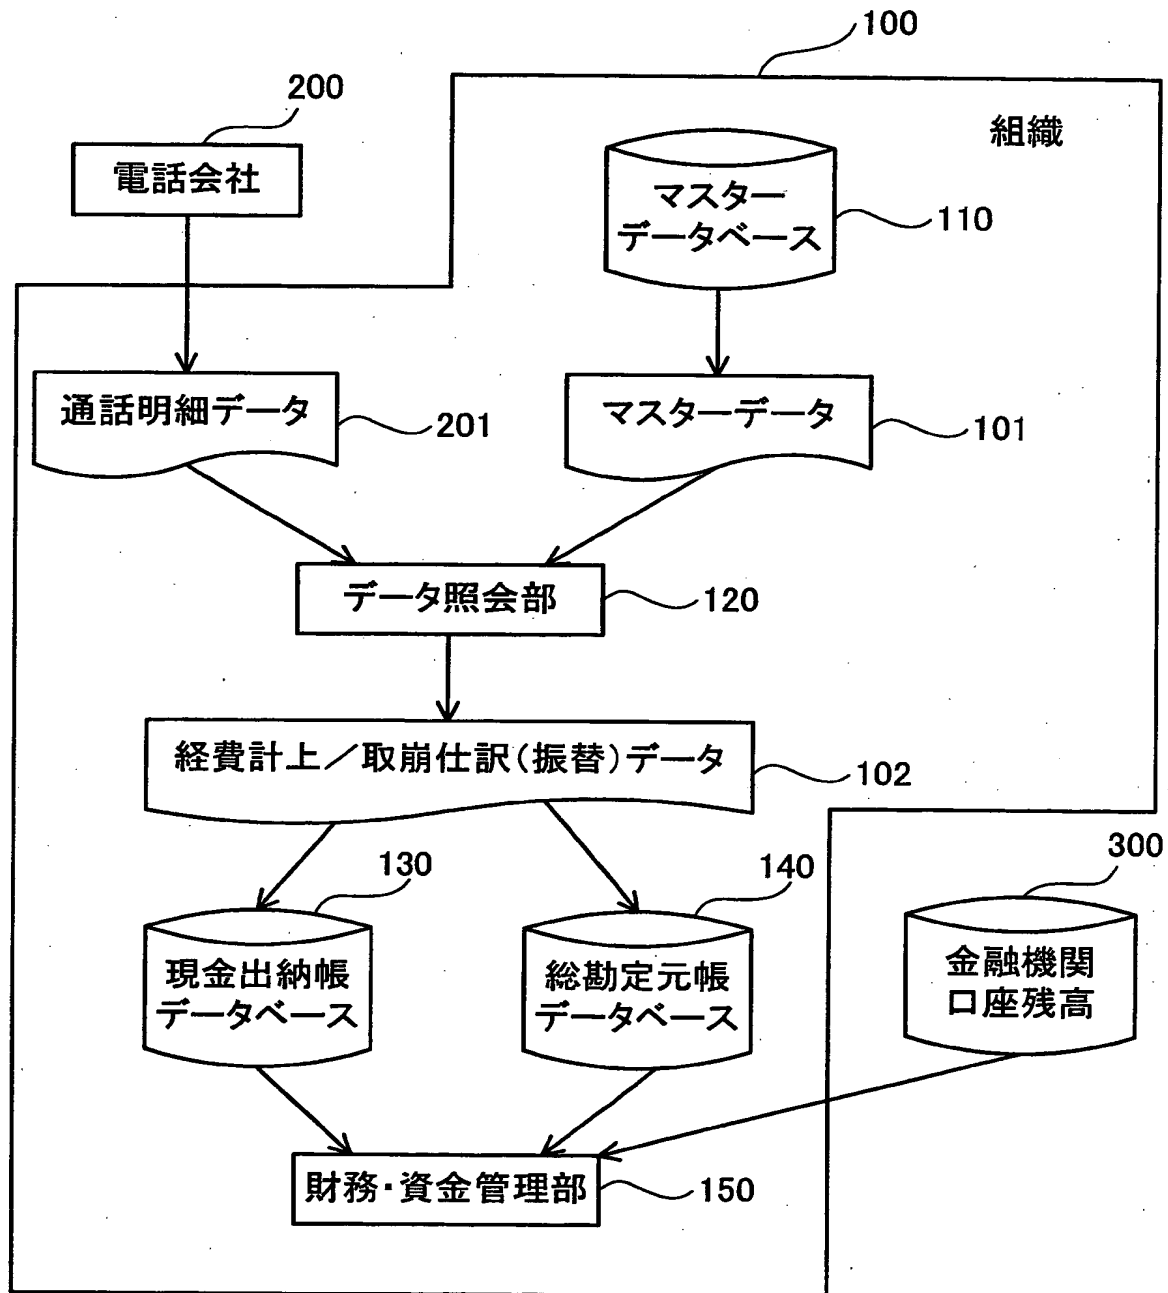 100
200
組織
電話会社
マスター
データベース
110
通話明細データ
201
マスターデータ
101
データ照会部
120
経費計上／取崩仕訳(振替)データ
102
130
140
300
現金出納帳
データベース
総勘定元帳
データベース
金融機関
口座残高
財務・資金管理部
150